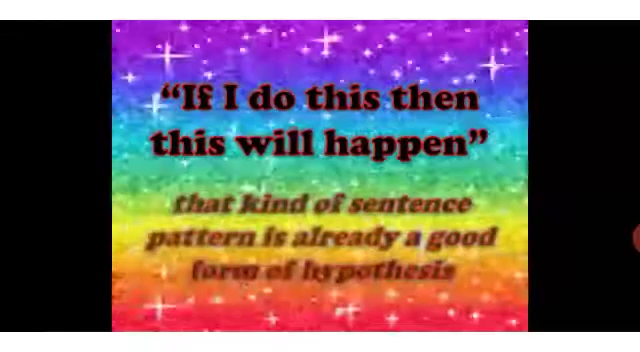 “If I do this then
this will happen”
that kind of sentence
pattern is already a good
form of hypothesis